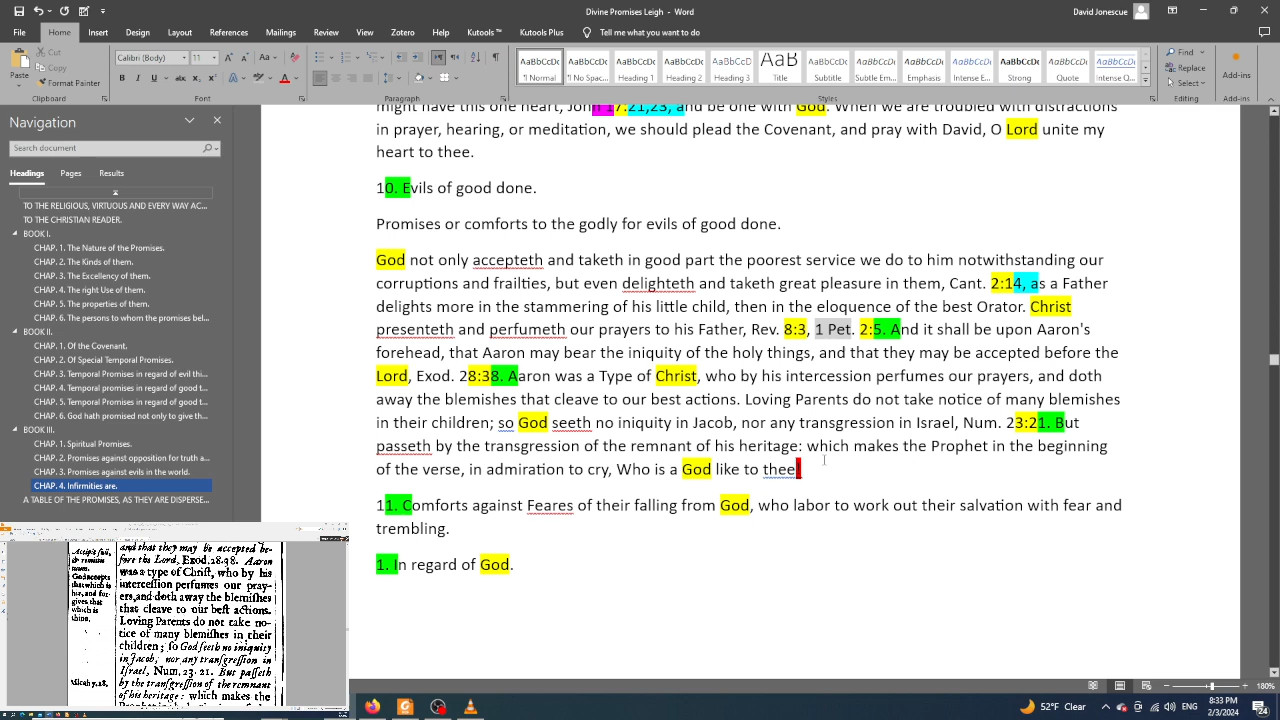 Divine Promises Leigh - Word
David Jonescue
File Home Insert Draw Design Layout References Mailings Review View Zotero Help Kutools ™ Kutools Plus Tell me what you want to do
Paste
Cut
Copy
Format Painter
Calibri (Body) 11
¶ Normal
¶ No Spac...
Heading 1
Heading 2
Heading 3
Title
Subtitle
Subtle Em...
Emphasis
Intense E...
Strong
Quote
Intense Q...
Find
Replace
Select
Add-ins
Clipboard Font Paragraph Styles Editing Add-ins
Navigation
Search document
Headings Pages Results
TO THE RELIGIOUS, VIRTUOUS AND EVERY WAY AC...
TO THE CHRISTIAN READER.
BOOK I.
CHAP. 1. The Nature of the Promises.
CHAP. 2. The Kinds of them.
CHAP. 3. The Excellency of them.
CHAP. 4. The right Use of them.
CHAP. 5. The properties of them.
CHAP. 6. The persons to whom the promises bel...
BOOK II.
CHAP. 1. Of the Covenant.
CHAP. 2. Of Special Temporal Promises.
CHAP. 3. Temporal Promises in regard of evil thi...
CHAP. 4. Temporal promises in regard of good t...
CHAP. 5. Temporal Promises in regard of good t...
CHAP. 6. God hath promised not only to give th...
BOOK III.
CHAP. 1. Spiritual Promises.
CHAP. 2. Promises against opposition for truth a...
CHAP. 3. Promises against evils in the world.
CHAP. 4. Infirmities are.
A TABLE OF THE PROMISES, AS THEY ARE DISPERSE...
might have this one heart, John 17:21,23, and be one with God. When we are troubled with distractions
in prayer, hearing, or meditation, we should plead the Covenant, and pray with David, O Lord unite my
heart to thee.
10. Evils of good done.
Promises or comforts to the godly for evils of good done.
God not only accepteth and taketh in good part the poorest service we do to him notwithstanding our
corruptions and frailties, but even delighteth and taketh great pleasure in them, Cant. 2:14, as a Father
delights more in the stammering of his little child, then in the eloquence of the best Orator. Christ
presenteth and perfumeth our prayers to his Father, Rev. 8:3, 1 Pet. 2:5. And it shall be upon Aaron's
forehead, that Aaron may bear the iniquity of the holy things, and that they may be accepted before the
Lord, Exod. 28:38. Aaron was a Type of Christ, who by his intercession perfumes our prayers, and doth
away the blemishes that cleave to our best actions. Loving Parents do not take notice of many blemishes
in their children; so God seeth no iniquity in Jacob, nor any transgression in Israel, Num. 23:21. But
passeth by the transgression of the remnant of his heritage: which makes the Prophet in the beginning
of the verse, in admiration to cry, Who is a God like to thee
11. Comforts against Feares of their falling from God, who labor to work out their salvation with fear and
trembling.
1. In regard of God.
and that they may be accepted be-
fore the Lord, Exod.28.98. Aaron
was a type of Christ, who by his
intercession perfumes our pray-
ers,and doth away the blemishes
that cleave to our best actions.
Loving Parents do not take no-
tice of many blemishes in their
children; so God seeth no iniquity
in Jacob, nor any transgression in
Israel, Num. 23. 21. But passeth
by the transgression of the remnant
of his heritage: which makes the
God accepts
that which is
his, and for-
gives that
which is
thine.
Micah 7.18.
180%
32°F Clear
8:33 PM
2/3/2024